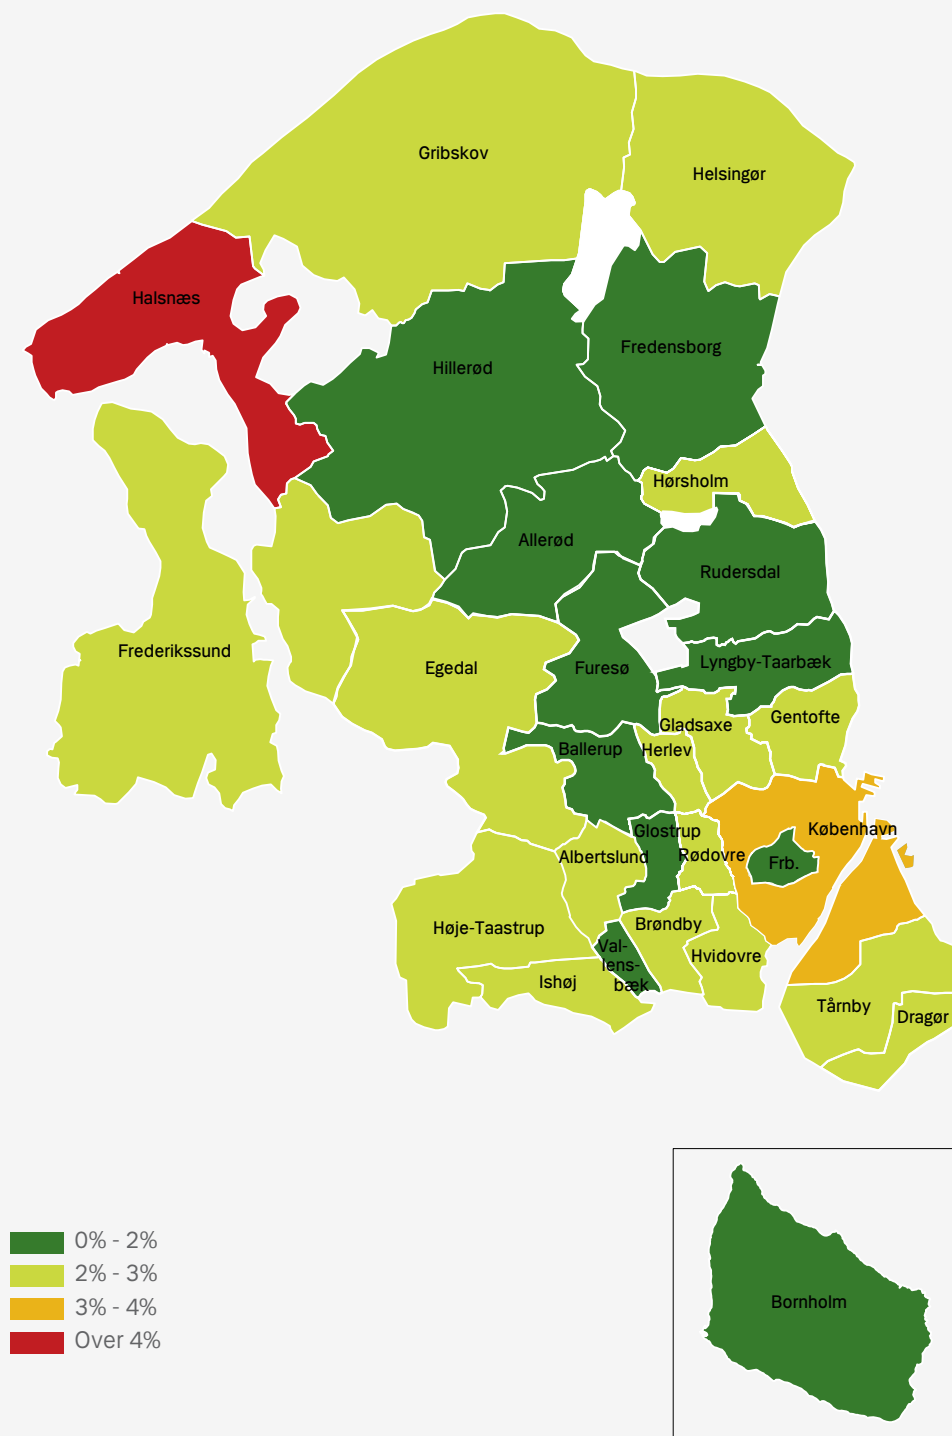 Gribskov
Helsingør
Halsnæs
Fredensborg
Hillerød
Hørsholm
Allerød
Rudersdal
Frederikssund
Egedal
Furesø
Lyngby-Taarbæk
Gladsaxe
Gentofte
Ballerup
Herlev
Glostrup
København
Albertslund
Rødovre
Frb.
Høje-Taastrup
Brøndby
Val-
lens-
bæk
Hvidovre
Ishøj
Tårnby
Dragør
0% - 2%
2% - 3%
3% - 4%
Over 4%
Bornholm